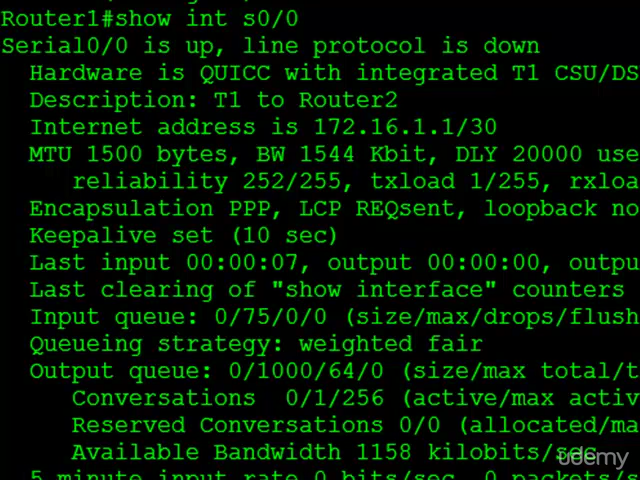 Router1#show int s0/0
Serial0/0 is up, line protocol is down
Hardware is QUICC with integrated T1 CSU/DS
Description: T1 to Router2
Internet address is 172.16.1.1/30
MTU 1500 bytes, BW 1544 Kbit, DLY 20000 use
reliability 252/255, txload 1/255, rxloa
Encapsulation PPP, LCP REQsent, loopback no
Keepalive set (10 sec)
Last input 00:00:07, output 00:00:00, outpu
Last clearing of "show interface" counters
Input queue: 0/75/0/0 (size/max/drops/flush
Queueing strategy: weighted fair
Output queue: 0/1000/64/0 (size/max total/t
Conversations 0/1/256 (active/max activ
Reserved Conversations 0/0 (allocated/ma
Available Bandwidth 1158 kilobits/sec
5 minute input rate 0 bits/sec, 0 packets/s
udemy